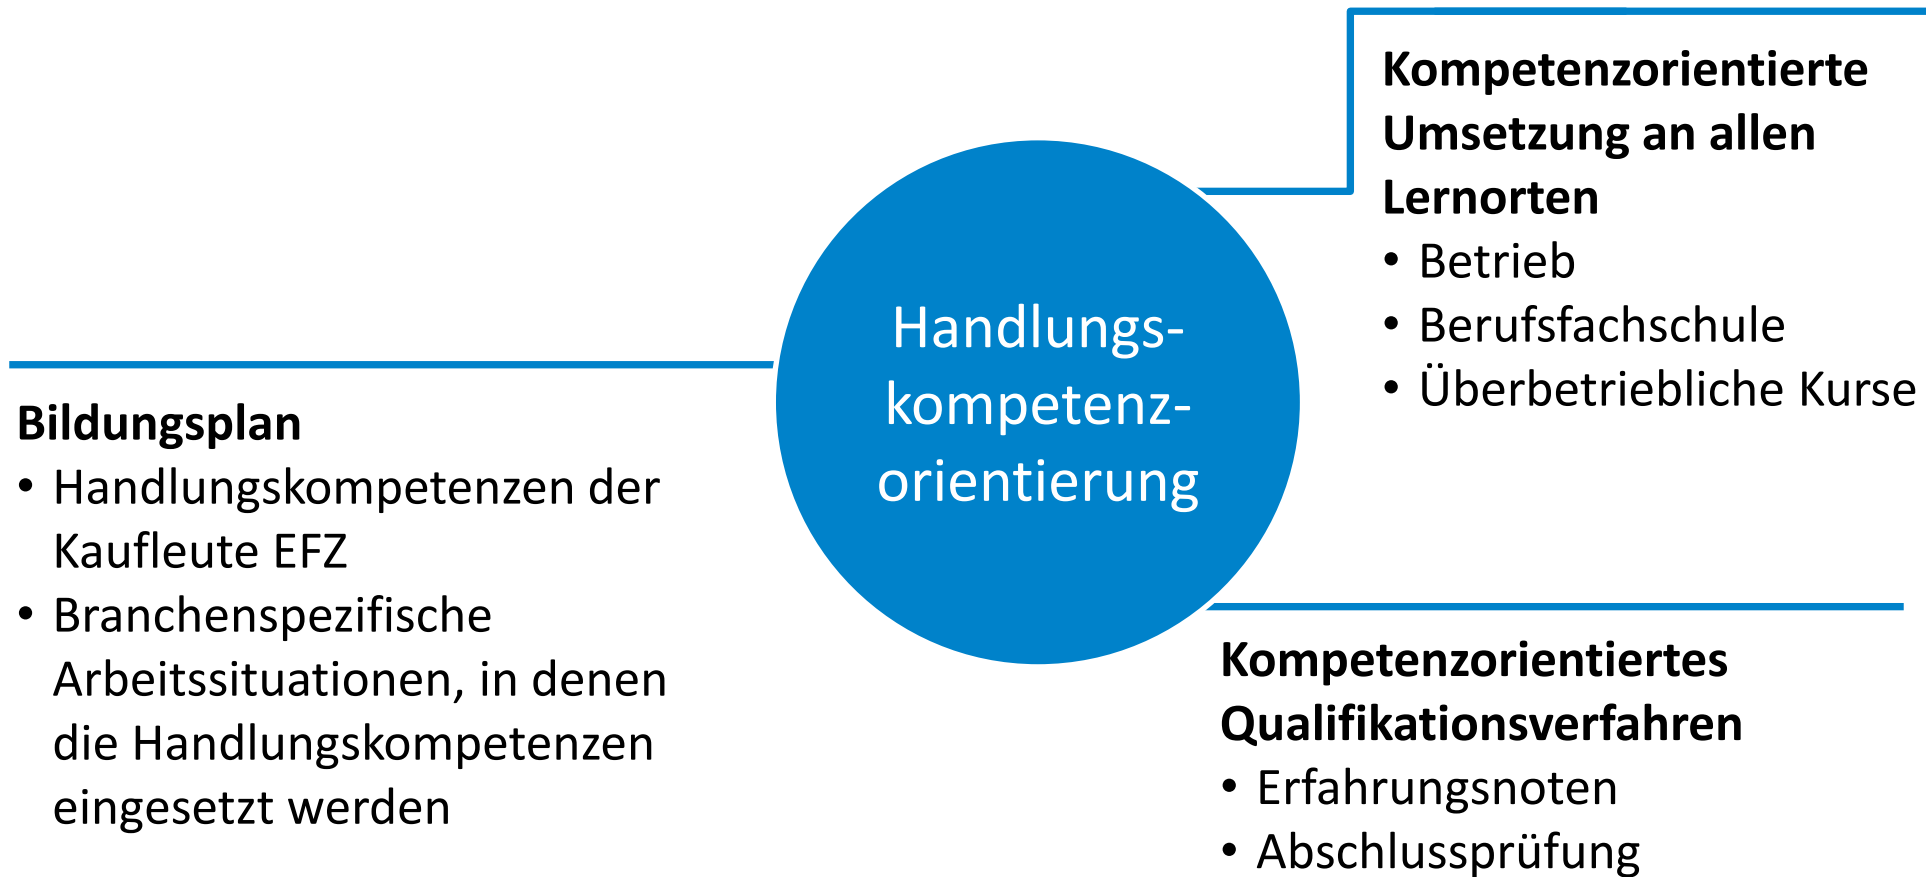 Handlungs-
kompetenz-
orientierung
Bildungsplan
• Handlungskompetenzen der
Kaufleute EFZ
• Branchenspezifische
Arbeitssituationen, in denen
die Handlungskompetenzen
eingesetzt werden
Kompetenzorientierte
Umsetzung an allen
Lernorten
• Betrieb
• Berufsfachschule
• Überbetriebliche Kurse
Kompetenzorientiertes
Qualifikationsverfahren
• Erfahrungsnoten
• Abschlussprüfung